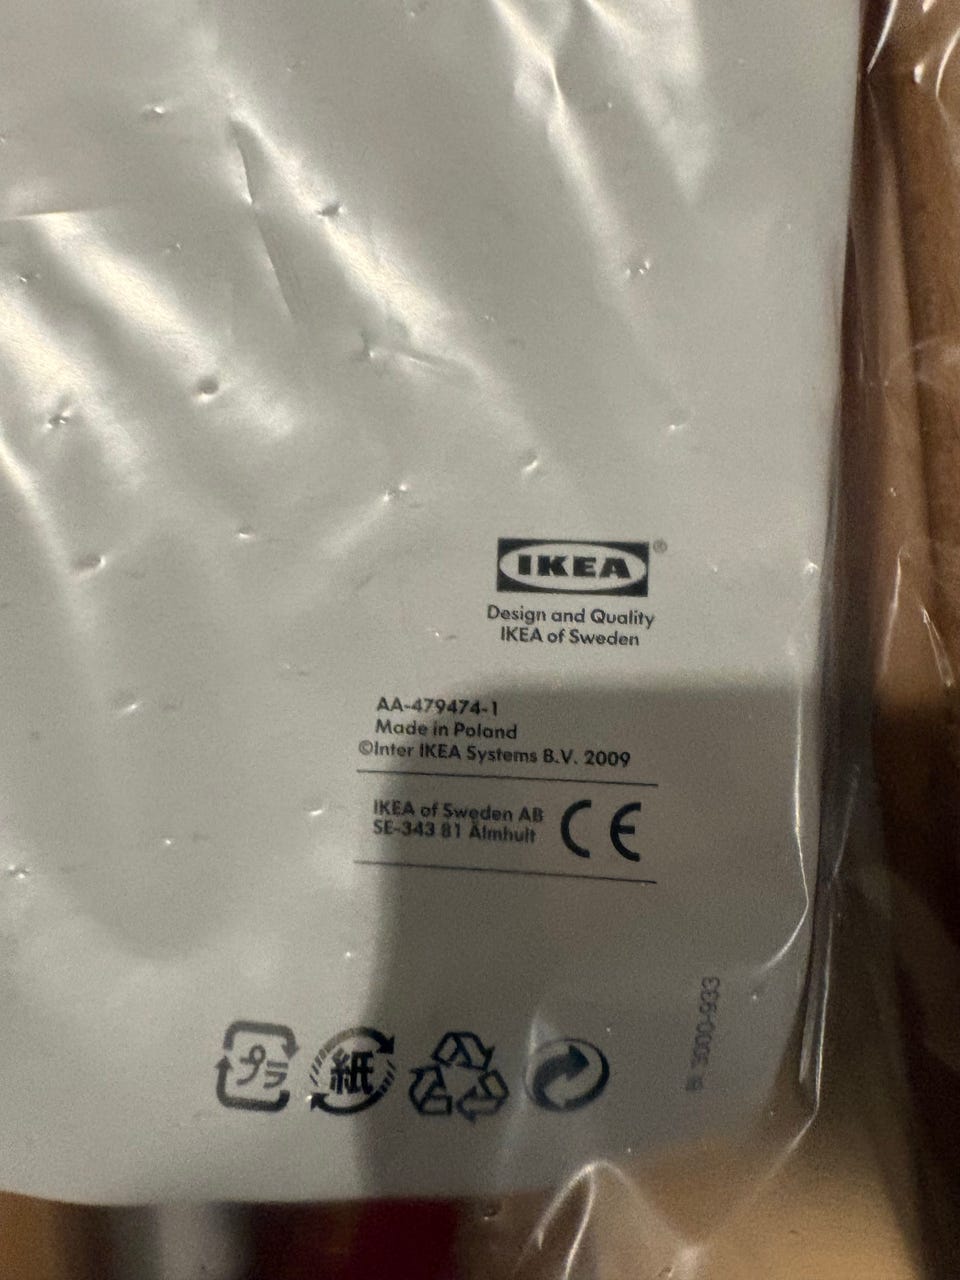 IKEA®
Design and Quality
IKEA of Sweden
AA-479474-1
Made in Poland
©Inter IKEA Systems B.V. 2009
IKEA of Sweden AB
SE-343 81 Älmhult
CE
プラ
紙